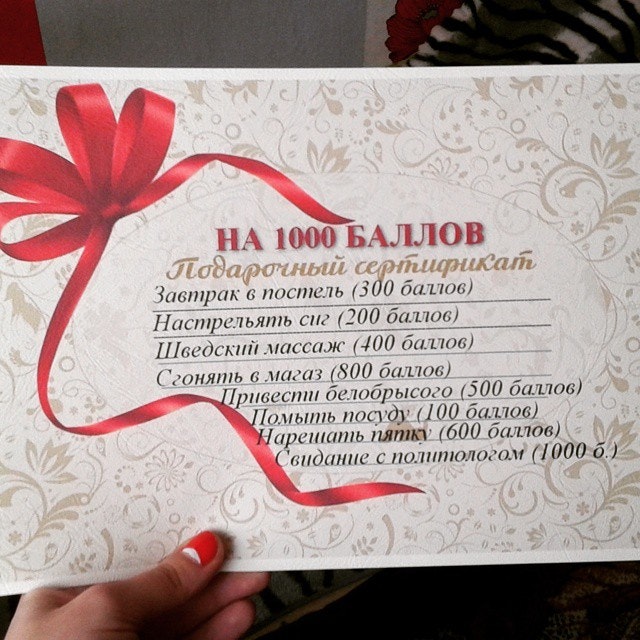 НА 1000 БАЛЛОВ
Подарочный сертификат
Завтрак в постель (300 баллов)
Настрельять сиг (200 баллов)
Шведский массаж (400 баллов)
Сгонять в магаз (800 баллов)
Привести белобрысого (500 баллов)
Помыть посуду (100 баллов)
Нарешать пятку (600 баллов)
Свидание с политологом (1000 б.)